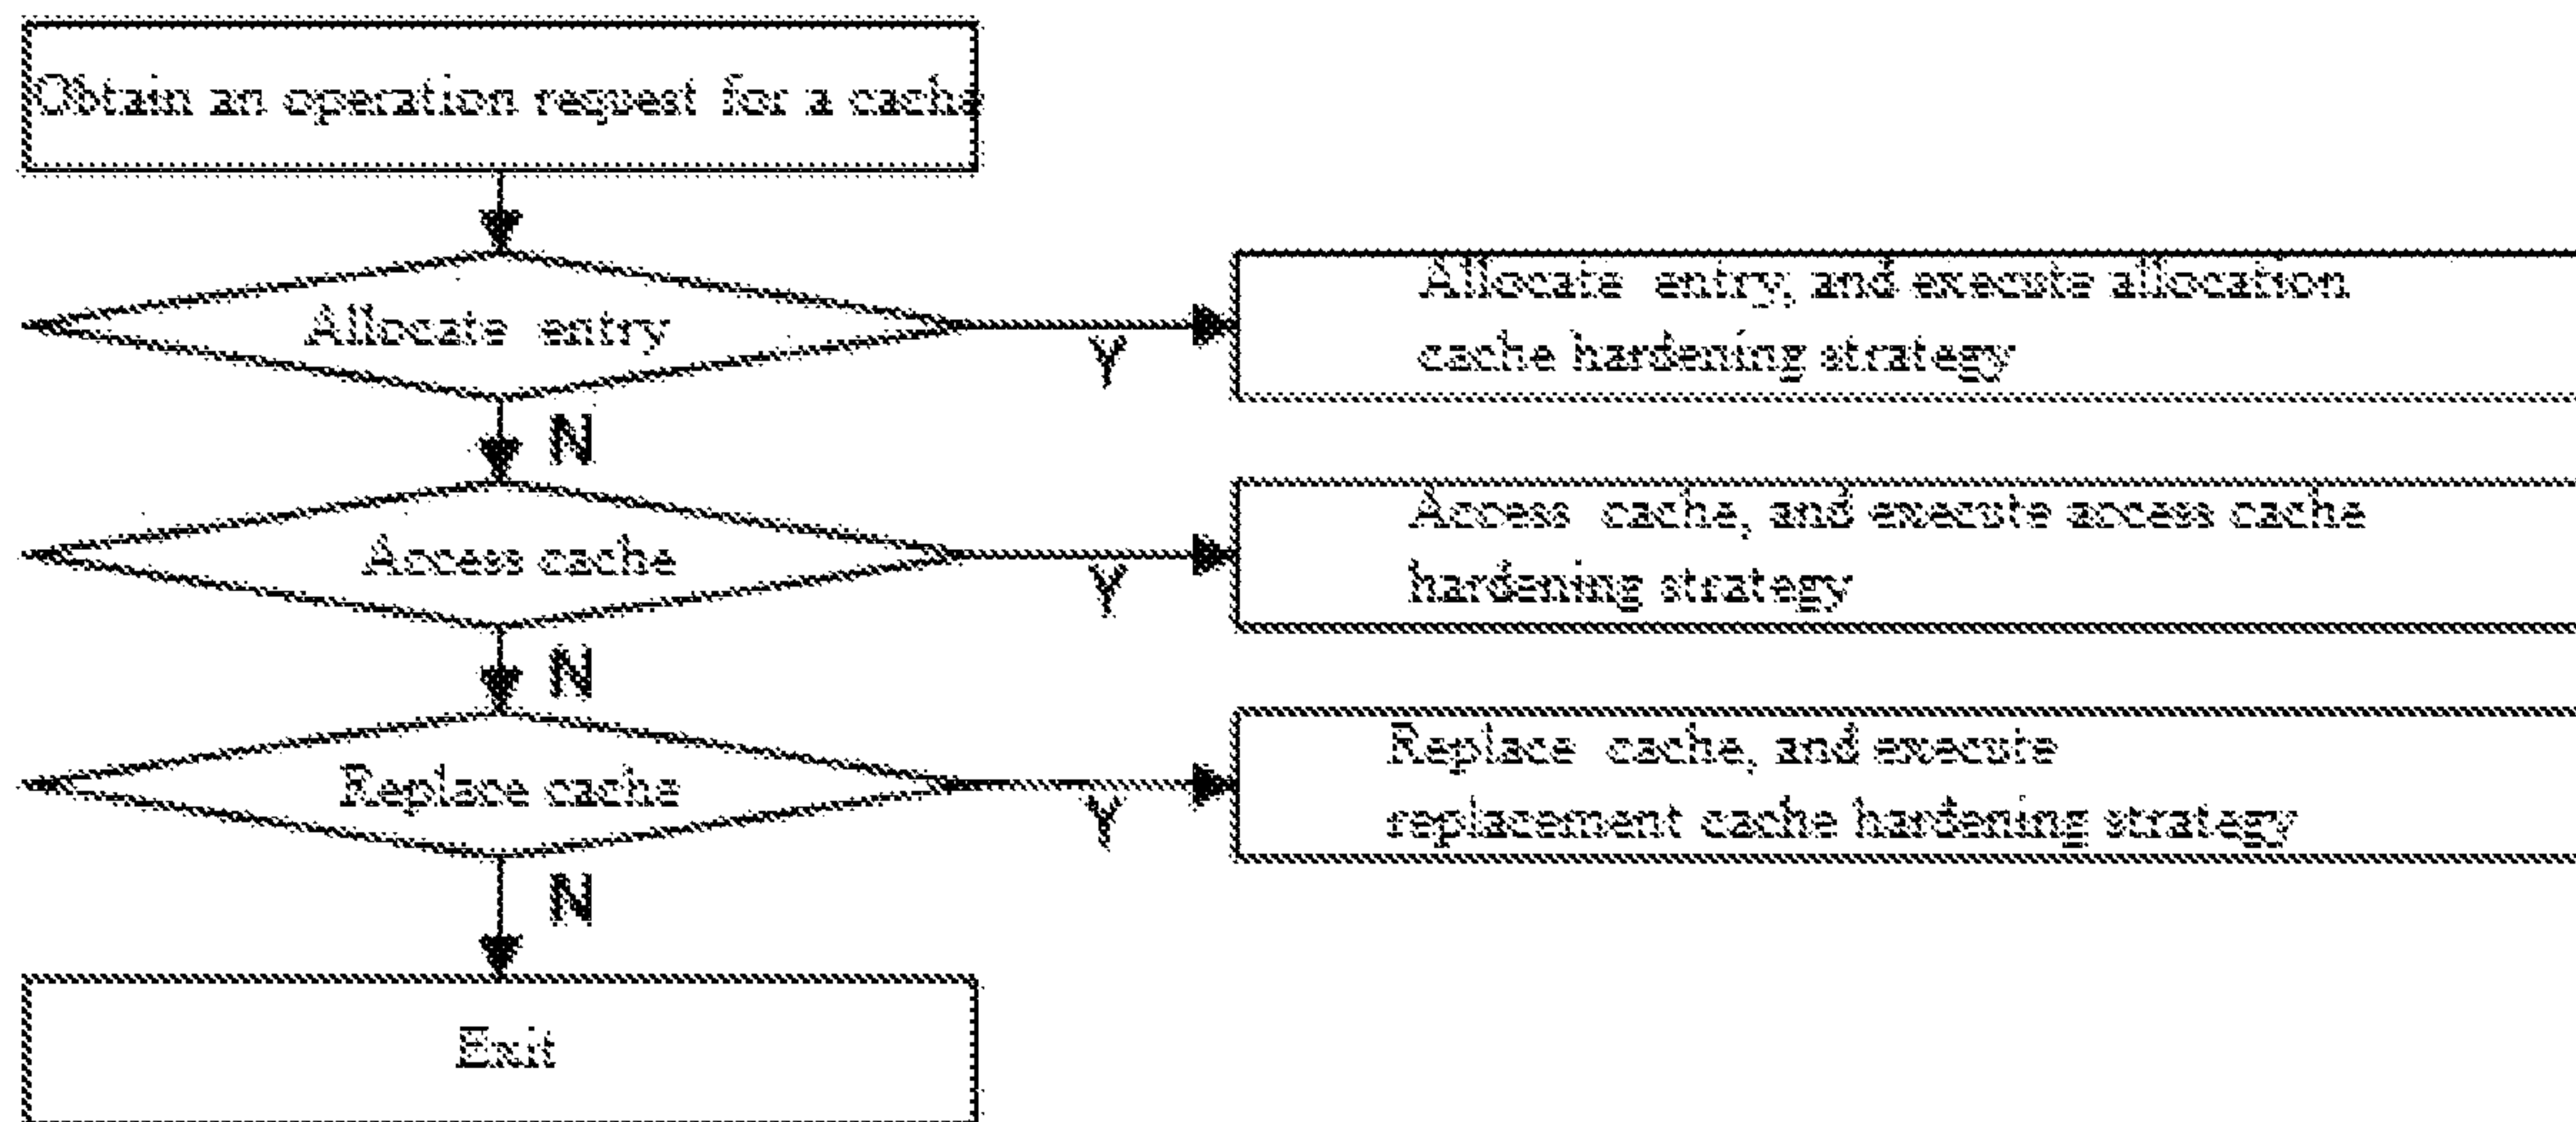 Obtain an operation request for a cache
Allocate entry
Y
Allocate entry, and execute allocation
cache hardening strategy
N
Access cache
Y
Access cache, and execute access cache
hardening strategy
N
Replace cache
Y
Replace cache, and execute
replacement cache hardening strategy
N
Exit